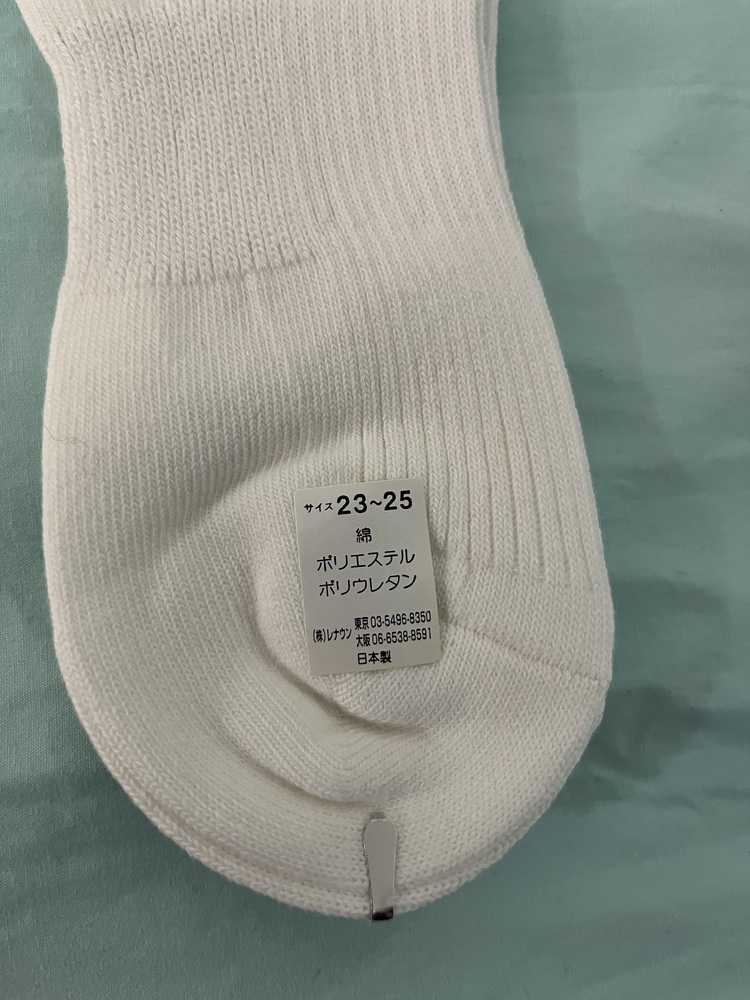 サイズ 23~25
綿
ポリエステル
ポリウレタン
(株)レナウン 東京 03-5496-8350
大阪 06-6538-8591
日本製